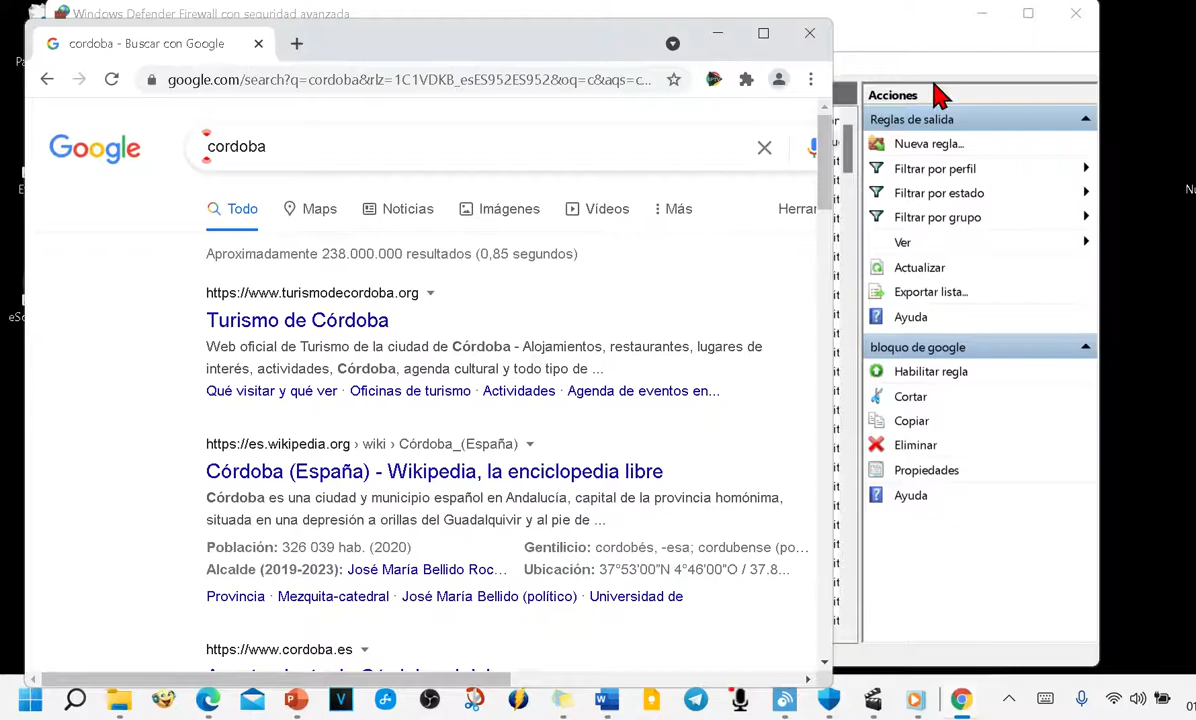 Windows Defender Firewall con seguridad avanzada
cordoba - Buscar con Google
google.com/search?q=cordoba&rlz=1C1VDKB_esES952ES952&oq=c&aqs=c...
Google
cordoba
Todo
Maps
Noticias
Imágenes
Vídeos
Más
Herrar
Aproximadamente 238.000.000 resultados (0,85 segundos)
https://www.turismodecordoba.org
Turismo de Córdoba
Web oficial de Turismo de la ciudad de Córdoba - Alojamientos, restaurantes, lugares de
interés, actividades, Córdoba, agenda cultural y todo tipo de ...
Qué visitar y qué ver · Oficinas de turismo · Actividades · Agenda de eventos en...
https://es.wikipedia.org › wiki › Córdoba_(España)
Córdoba (España) - Wikipedia, la enciclopedia libre
Córdoba es una ciudad y municipio español en Andalucía, capital de la provincia homónima,
situada en una depresión a orillas del Guadalquivir y al pie de ...
Población: 326 039 hab. (2020)
Gentilicio: cordobés, -esa; cordubense (po...
Alcalde (2019-2023): José María Bellido Roc...
Ubicación: 37°53′00″N 4°46′00″O / 37.8...
Provincia · Mezquita-catedral · José María Bellido (político) · Universidad de
https://www.cordoba.es
Acciones
Reglas de salida
Nueva regla...
Filtrar por perfil
Filtrar por estado
Filtrar por grupo
Ver
Actualizar
Exportar lista...
Ayuda
bloquo de google
Habilitar regla
Cortar
Copiar
Eliminar
Propiedades
Ayuda